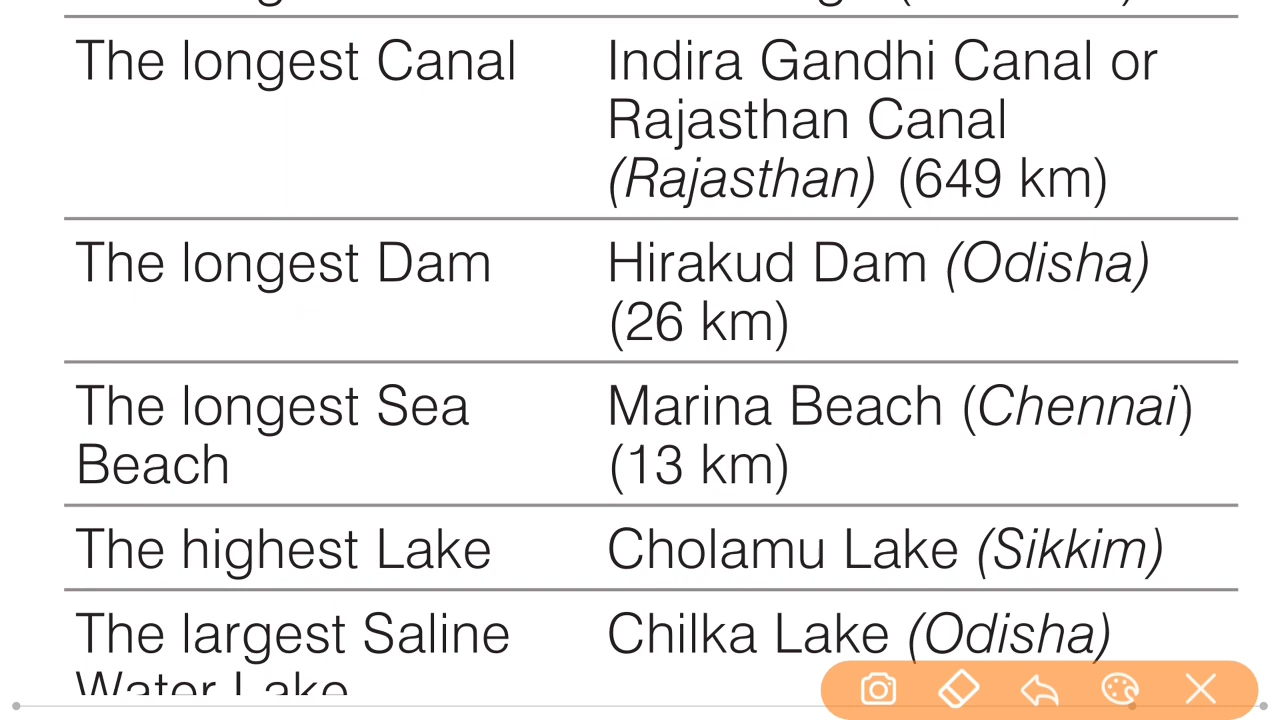 The longest Canal
Indira Gandhi Canal or
Rajasthan Canal
(Rajasthan) (649 km)
The longest Dam
Hirakud Dam (Odisha)
(26 km)
The longest Sea
Beach
Marina Beach (Chennai)
(13 km)
The highest Lake
Cholamu Lake (Sikkim)
The largest Saline
Water Lake
Chilka Lake (Odisha)